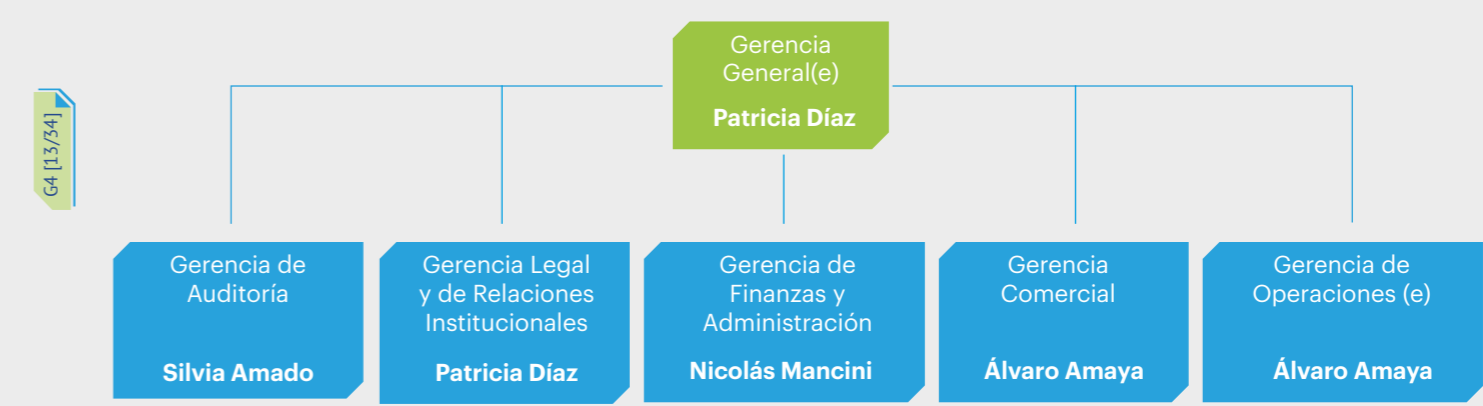 Gerencia
General(e)
Patricia Díaz
G4 [13/34]
Gerencia de
Auditoría
Silvia Amado
Gerencia Legal
y de Relaciones
Institucionales
Patricia Díaz
Gerencia de
Finanzas y
Administración
Nicolás Mancini
Gerencia
Comercial
Álvaro Amaya
Gerencia de
Operaciones (e)
Álvaro Amaya